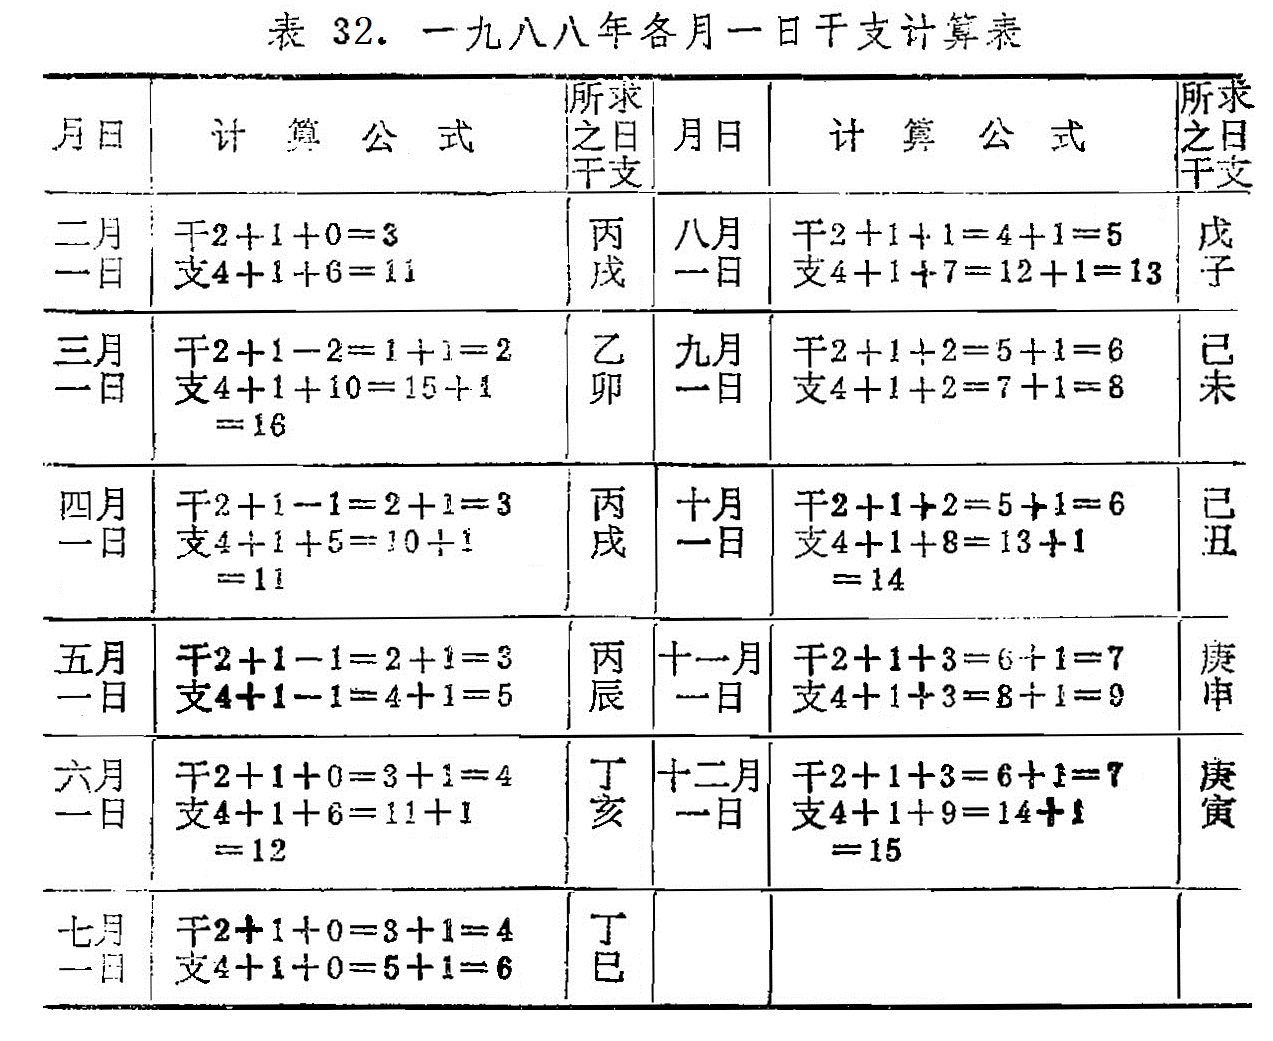 表 32. 一九八八年各月一日干支计算表
月日 计算公式 所求之日干支 月日 计算公式 所求之日干支
二月 干2+1+0=3 丙 八月 干2+1+1=4+1=5 戊
一日 支4+1+6=11 戌 一日 支4+1+7=12+1=13 子
三月 干2+1-2=1+1=2 乙 九月 干2+1+2=5+1=6 己
一日 支4+1+10=15+1 卯 一日 支4+1+2=7+1=8 未
=16
四月 干2+1-1=2+1=3 丙 十月 干2+1+2=5+1=6 己
一日 支4+1+5=10+1 戌 一日 支4+1+8=13+1 丑
=11 =14
五月 干2+1-1=2+1=3 丙 十一月 干2+1+3=6+1=7 庚
一日 支4+1-1=4+1=5 辰 一日 支4+1+3=8+1=9 申
六月 干2+1+0=3+1=4 丁 十二月 干2+1+3=6+1=7 庚
一日 支4+1+6=11+1 亥 一日 支4+1+9=14+1 寅
=12 =15
七月 干2+1+0=3+1=4 丁
一日 支4+1+0=5+1=6 巳